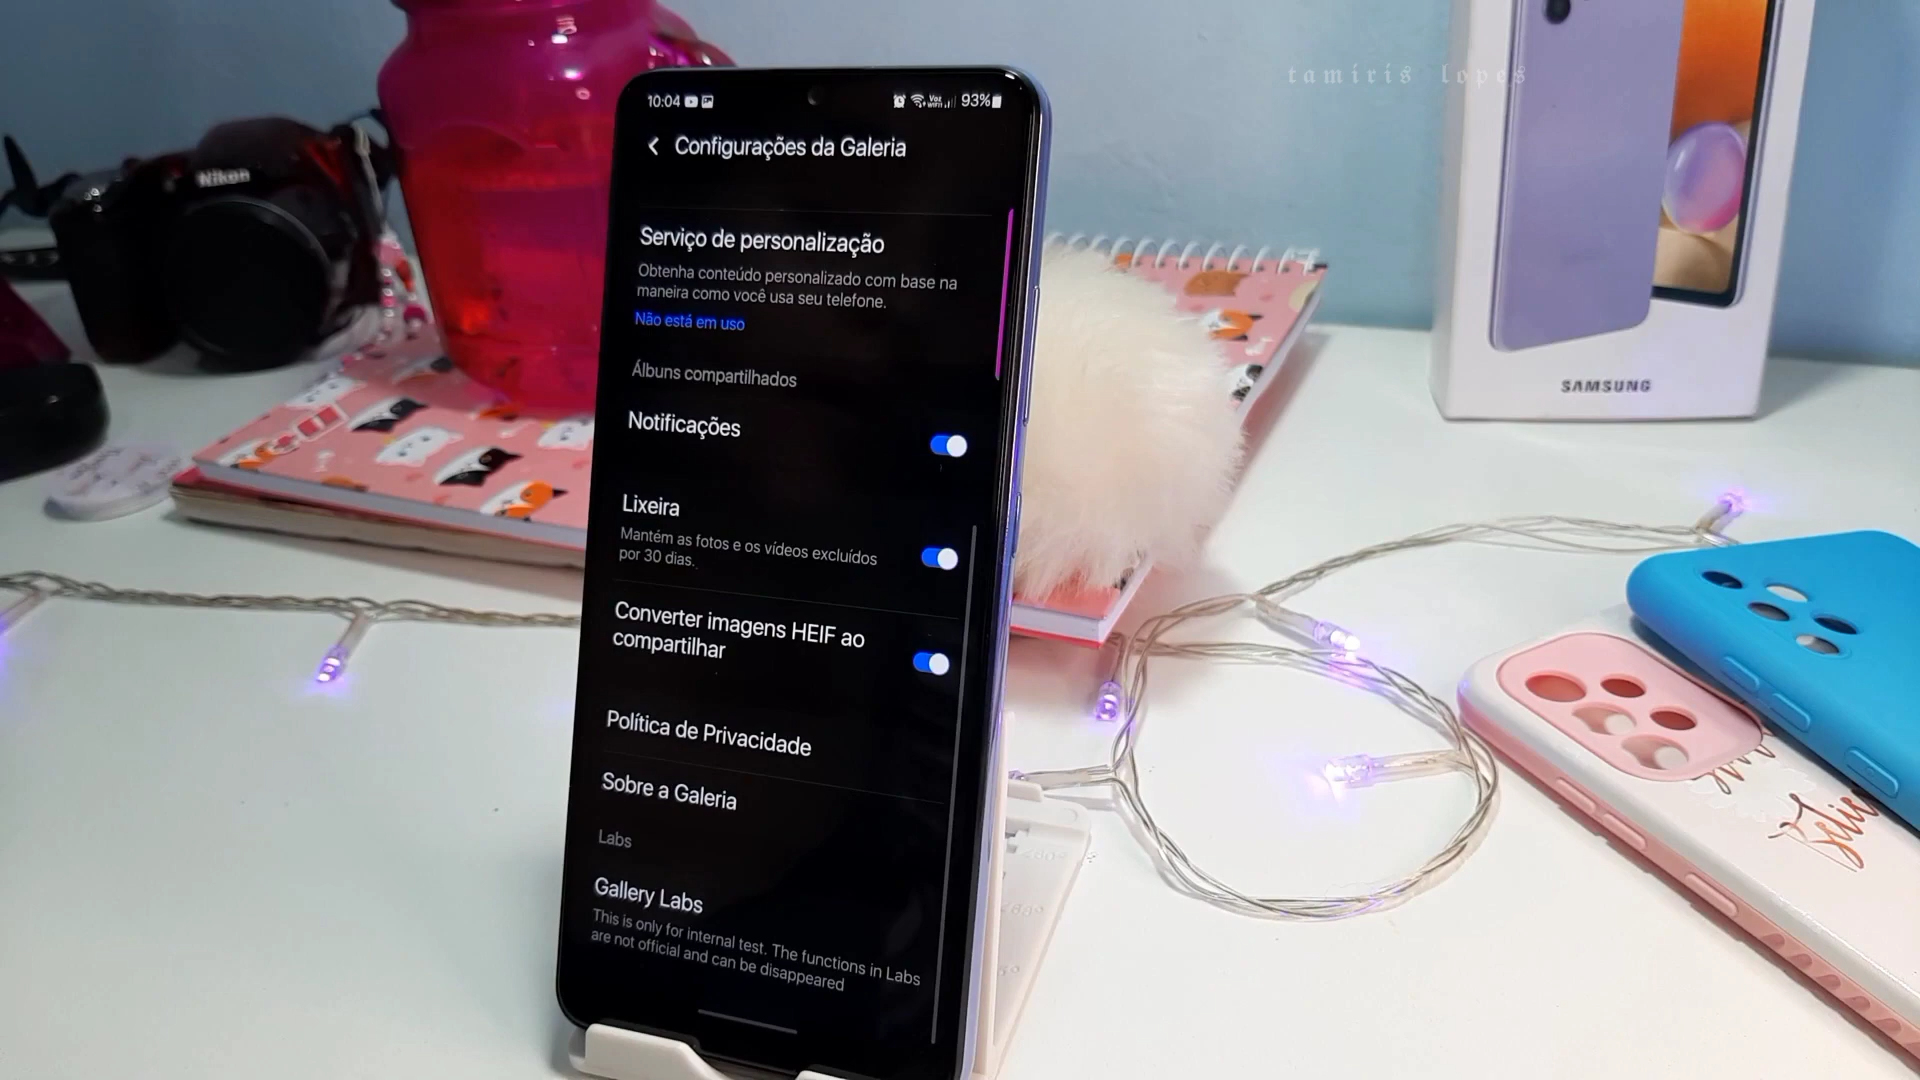 tamiris lopes
10:04
Voz
WiFi
93%
Configurações da Galeria
Serviço de personalização
Obtenha conteúdo personalizado com base na
maneira como você usa seu telefone.
Não está em uso
Álbuns compartilhados
Notificações
Lixeira
Mantém as fotos e os vídeos excluídos
por 30 dias.
Converter imagens HEIF ao
compartilhar
Política de Privacidade
Sobre a Galeria
Labs
Gallery Labs
This is only for internal test. The functions in Labs
are not official and can be disappeared
Nikon
SAMSUNG